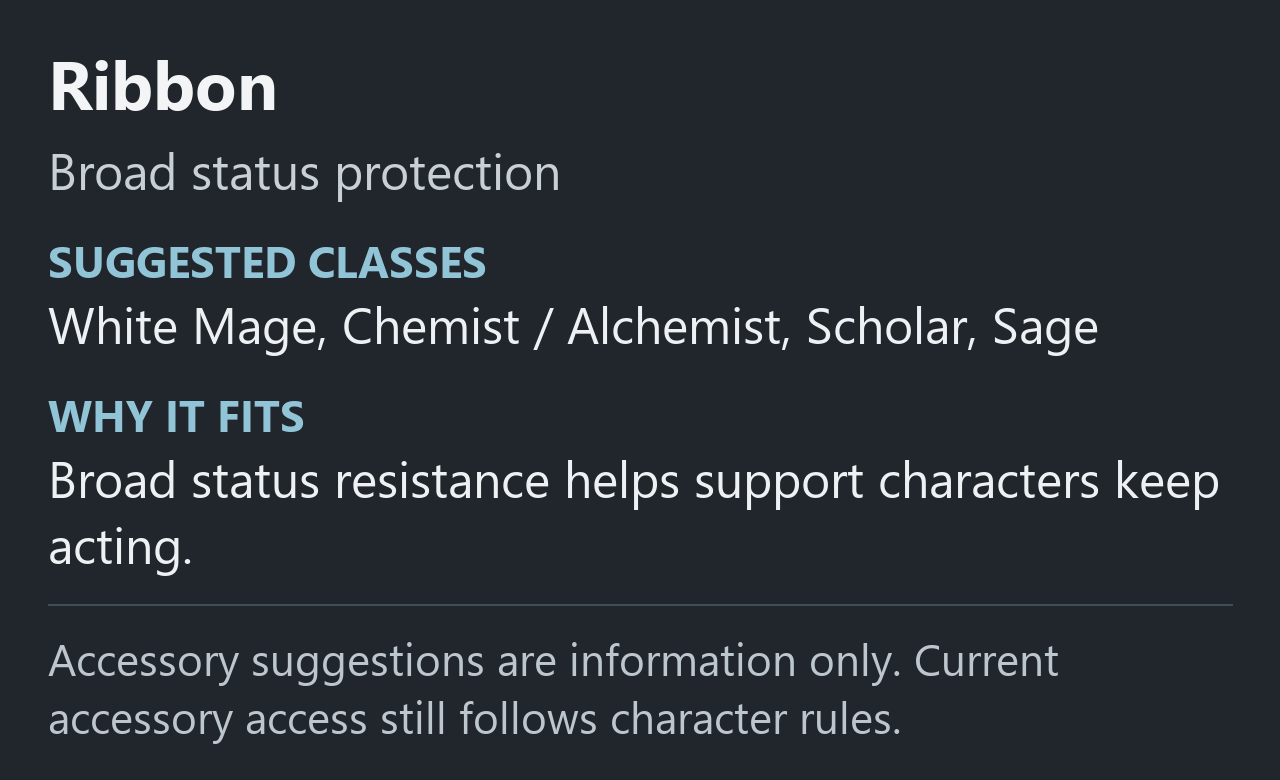 Ribbon
Broad status protection
SUGGESTED CLASSES
White Mage, Chemist / Alchemist, Scholar, Sage
WHY IT FITS
Broad status resistance helps support characters keep
acting.
Accessory suggestions are information only. Current
accessory access still follows character rules.